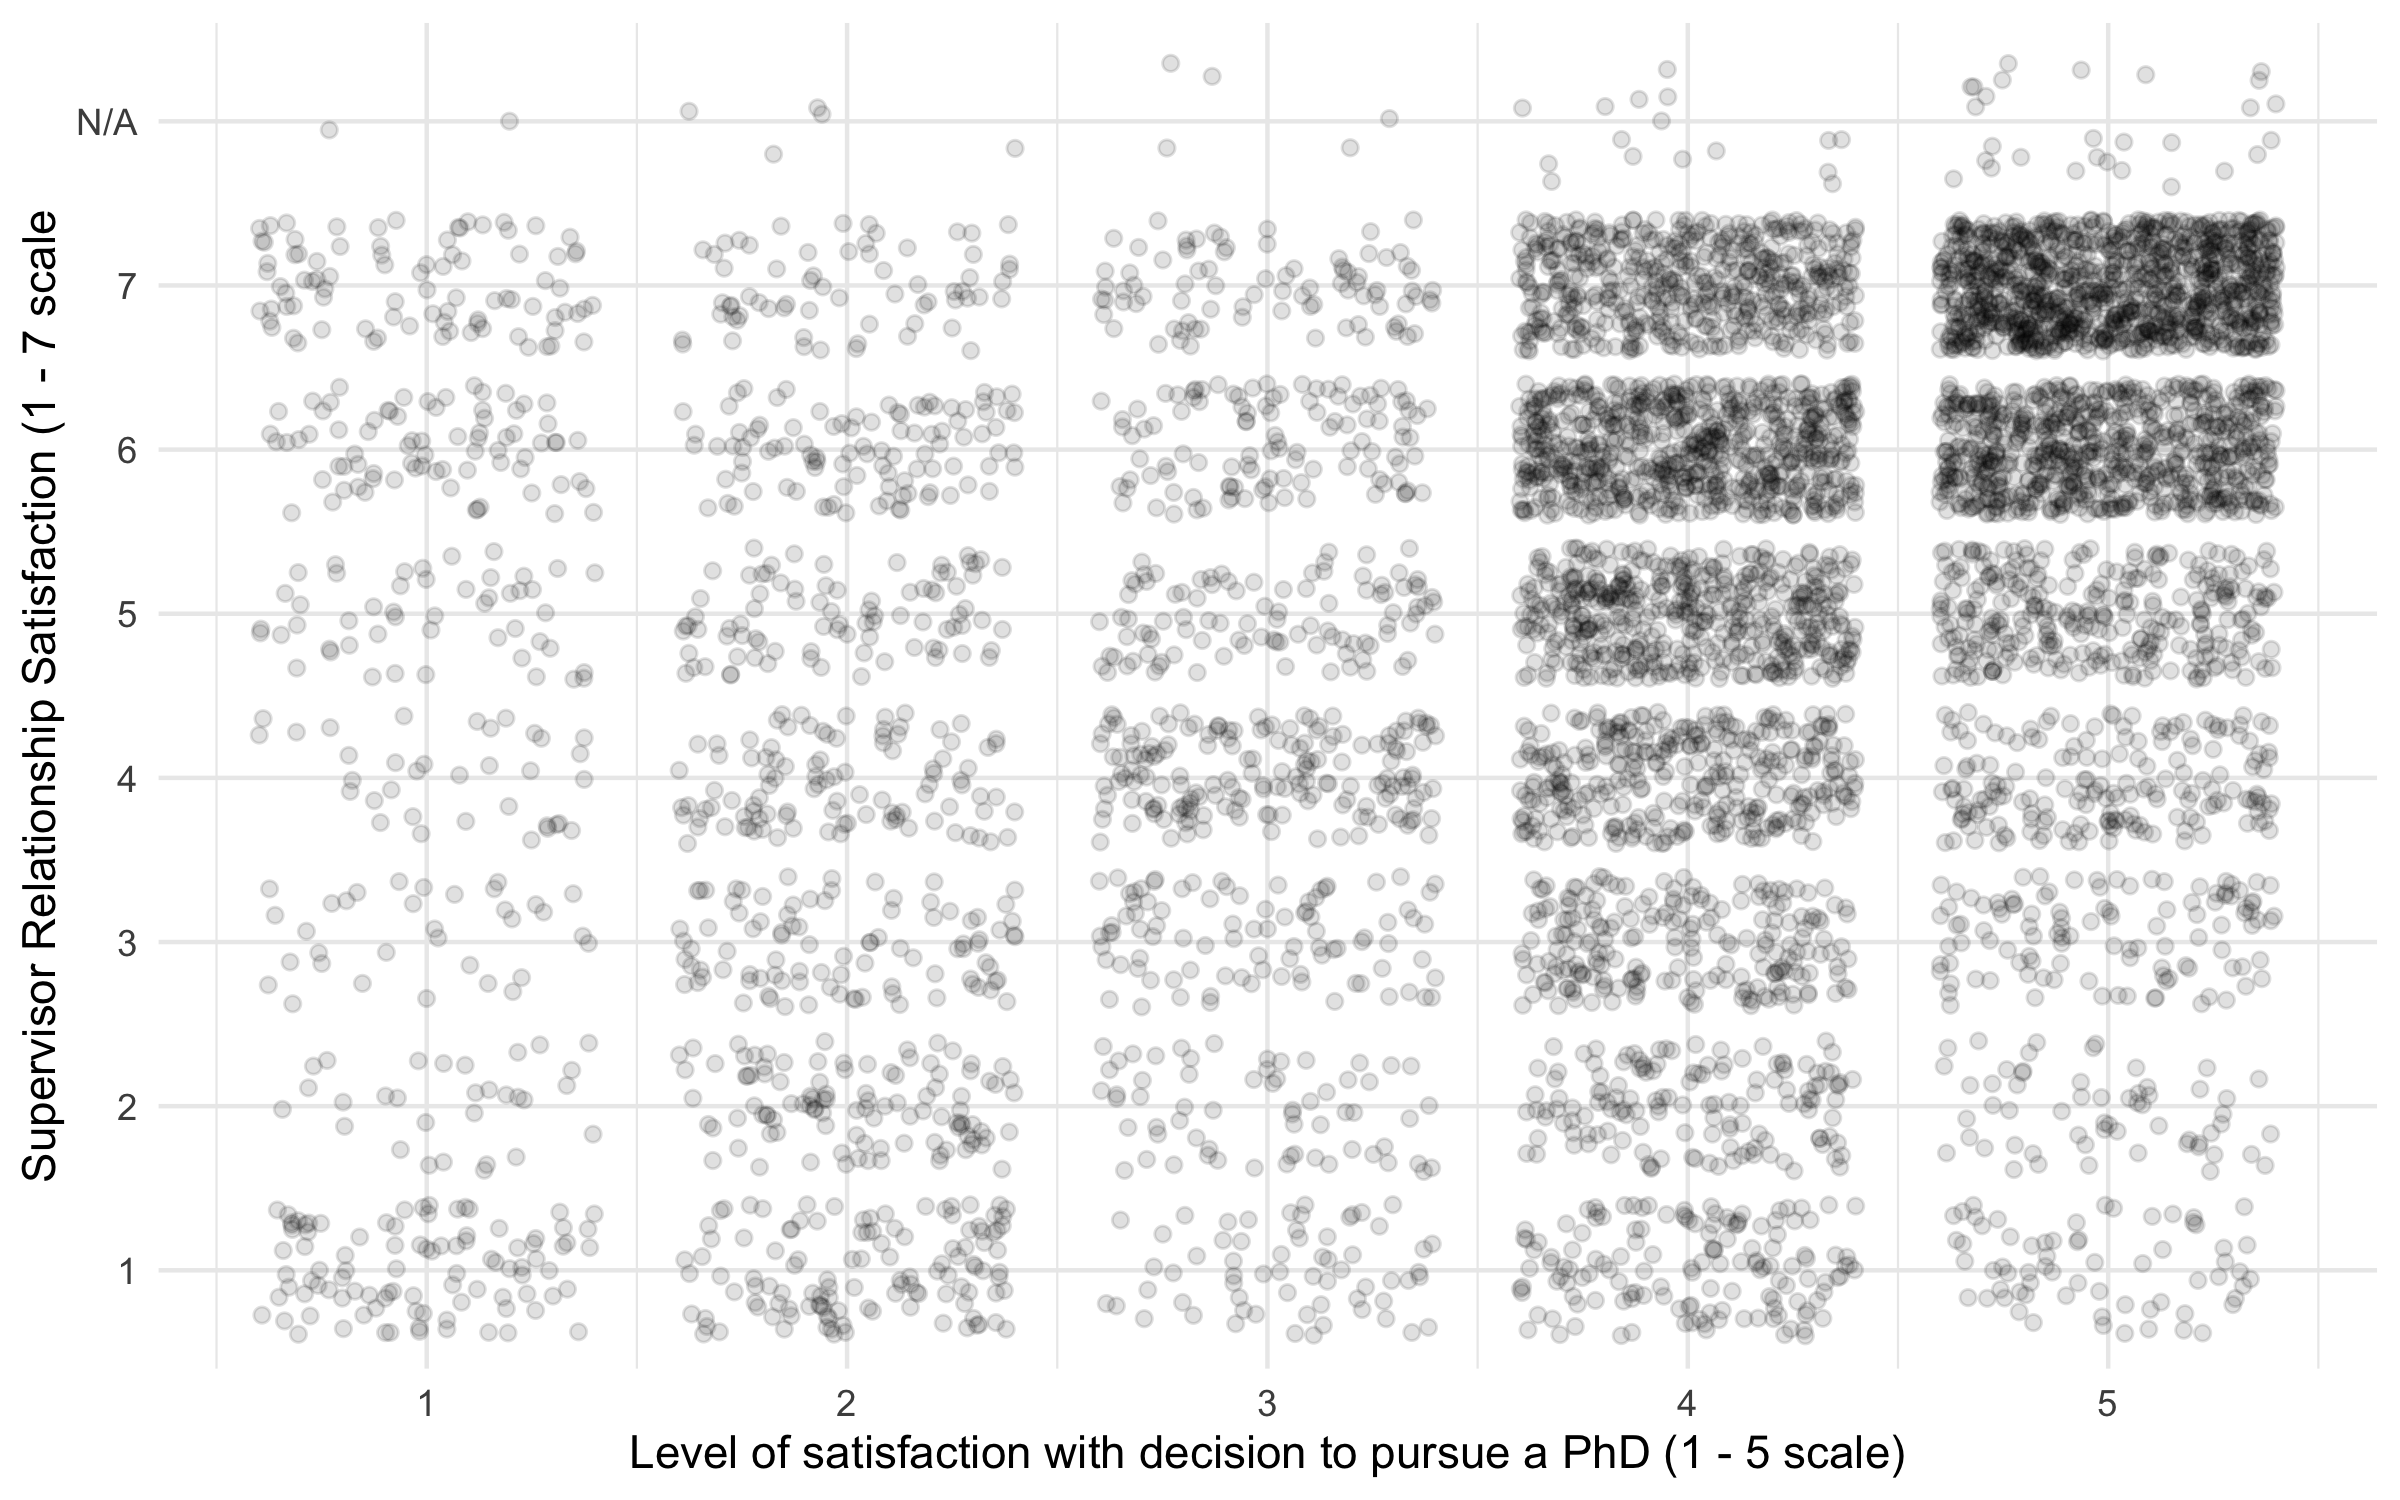 Supervisor Relationship Satisfaction (1 - 7 scale
N/A
7
6
5
4
3
2
1
1 2 3 4 5
Level of satisfaction with decision to pursue a PhD (1 - 5 scale)